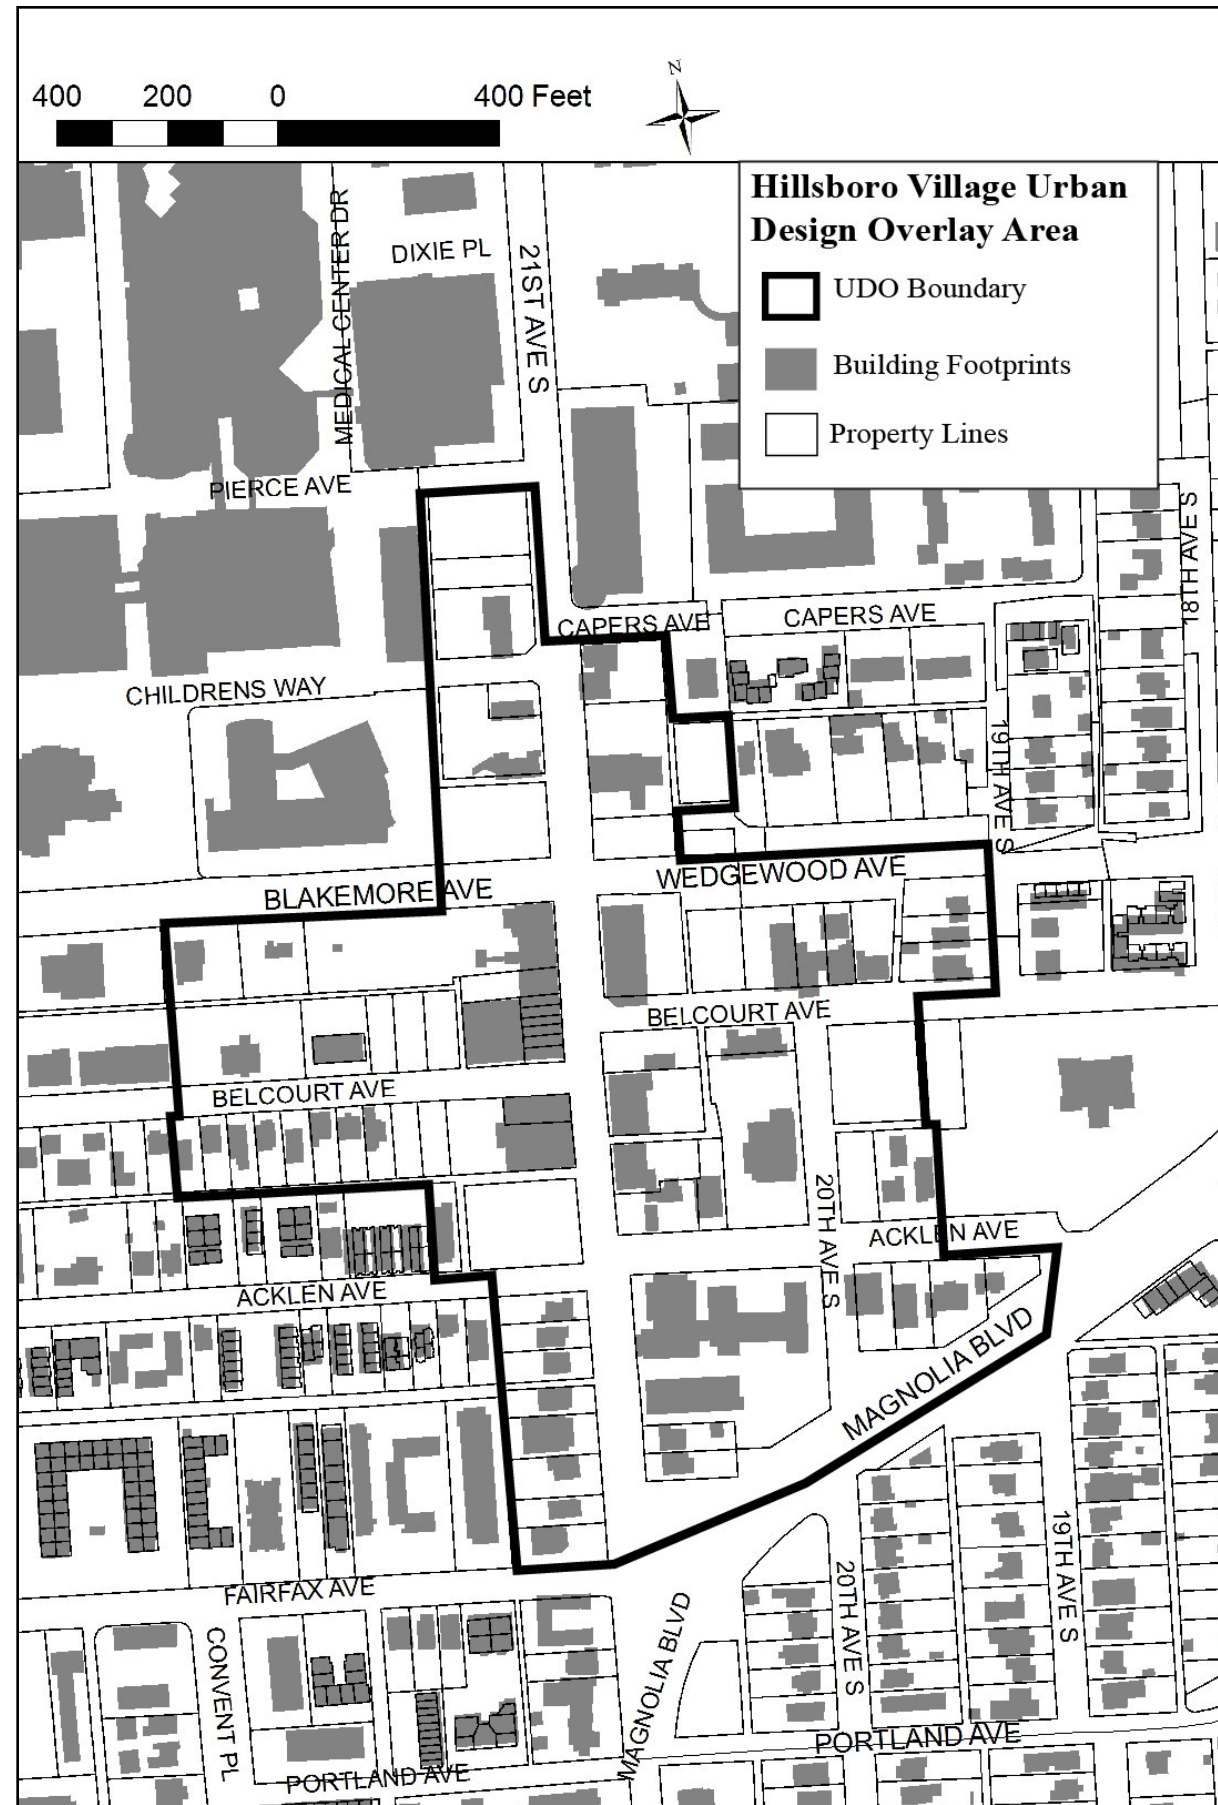 N
400 200 0 400 Feet
Hillsboro Village Urban
Design Overlay Area
UDO Boundary
Building Footprints
Property Lines
MEDICAL CENTER DR
DIXIE PL
21ST AVE S
PIERCE AVE
18TH AVE S
CAPERS AVE
CAPERS AVE
CHILDRENS WAY
19TH AVE S
BLAKEMORE AVE
WEDGEWOOD AVE
BELCOURT AVE
BELCOURT AVE
20TH AVE S
ACKLEN AVE
ACKLEN AVE
MAGNOLIA BLVD
FAIRFAX AVE
19TH AVE S
20TH AVE S
CONVENT PL
MAGNOLIA BLVD
PORTLAND AVE
PORTLAND AVE